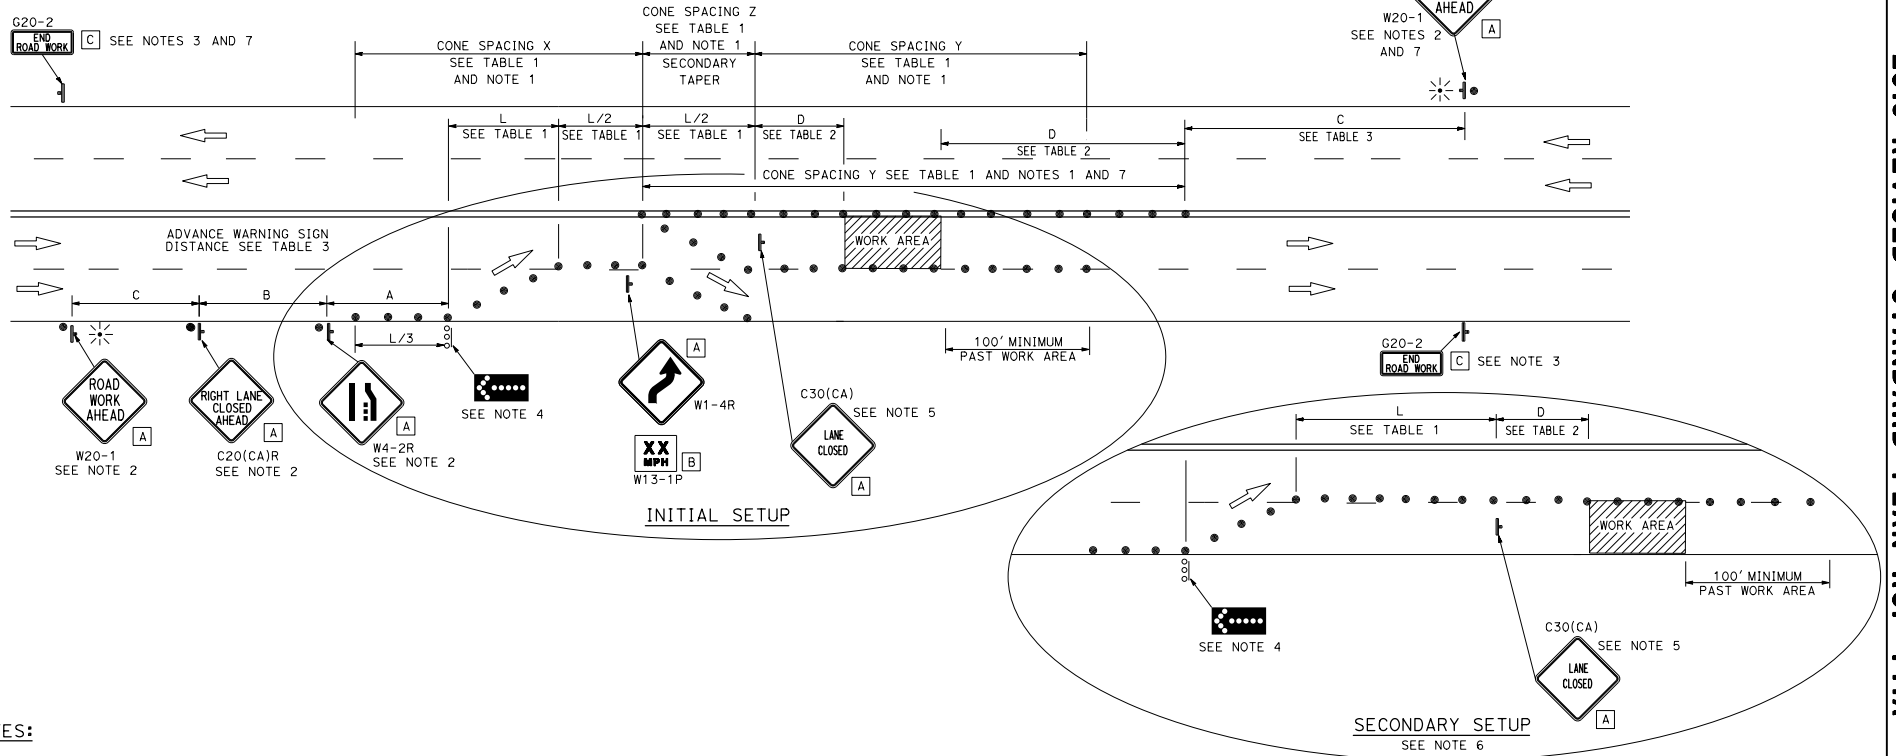 G20-2
END
ROAD WORK
C SEE NOTES 3 AND 7
CONE SPACING X
SEE TABLE 1
AND NOTE 1
CONE SPACING Z
SEE TABLE 1
AND NOTE 1
SECONDARY
TAPER
CONE SPACING Y
SEE TABLE 1
AND NOTE 1
AHEAD
W20-1
SEE NOTES 2
AND 7
A
L
SEE TABLE 1
L/2
SEE TABLE 1
L/2
SEE TABLE 1
D
SEE TABLE 2
D
SEE TABLE 2
C
SEE TABLE 3
CONE SPACING Y SEE TABLE 1 AND NOTES 1 AND 7
ADVANCE WARNING SIGN
DISTANCE SEE TABLE 3
WORK AREA
C
B
A
L/3
100' MINIMUM
PAST WORK AREA
ROAD
WORK
AHEAD
A
W20-1
SEE NOTE 2
RIGHT LANE
CLOSED
AHEAD
A
C20(CA)R
SEE NOTE 2
A
W4-2R
SEE NOTE 2
SEE NOTE 4
A
W1-4R
XX
MPH
B
W13-1P
C30(CA)
SEE NOTE 5
LANE
CLOSED
A
INITIAL SETUP
G20-2
END
ROAD WORK
C SEE NOTE 3
L
SEE TABLE 1
D
SEE TABLE 2
WORK AREA
100' MINIMUM
PAST WORK AREA
SEE NOTE 4
C30(CA)
SEE NOTE 5
LANE
CLOSED
A
SECONDARY SETUP
SEE NOTE 6
ES: